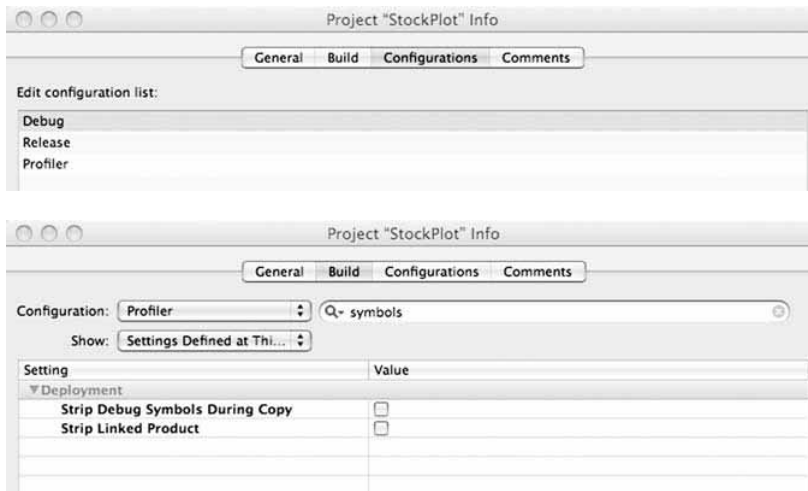 Project "StockPlot" Info
General Build Configurations Comments
Edit configuration list:
Debug
Release
Profiler
Project "StockPlot" Info
General Build Configurations Comments
Configuration: Profiler symbols
Show: Settings Defined at Thi...
Setting Value
Deployment
Strip Debug Symbols During Copy
Strip Linked Product